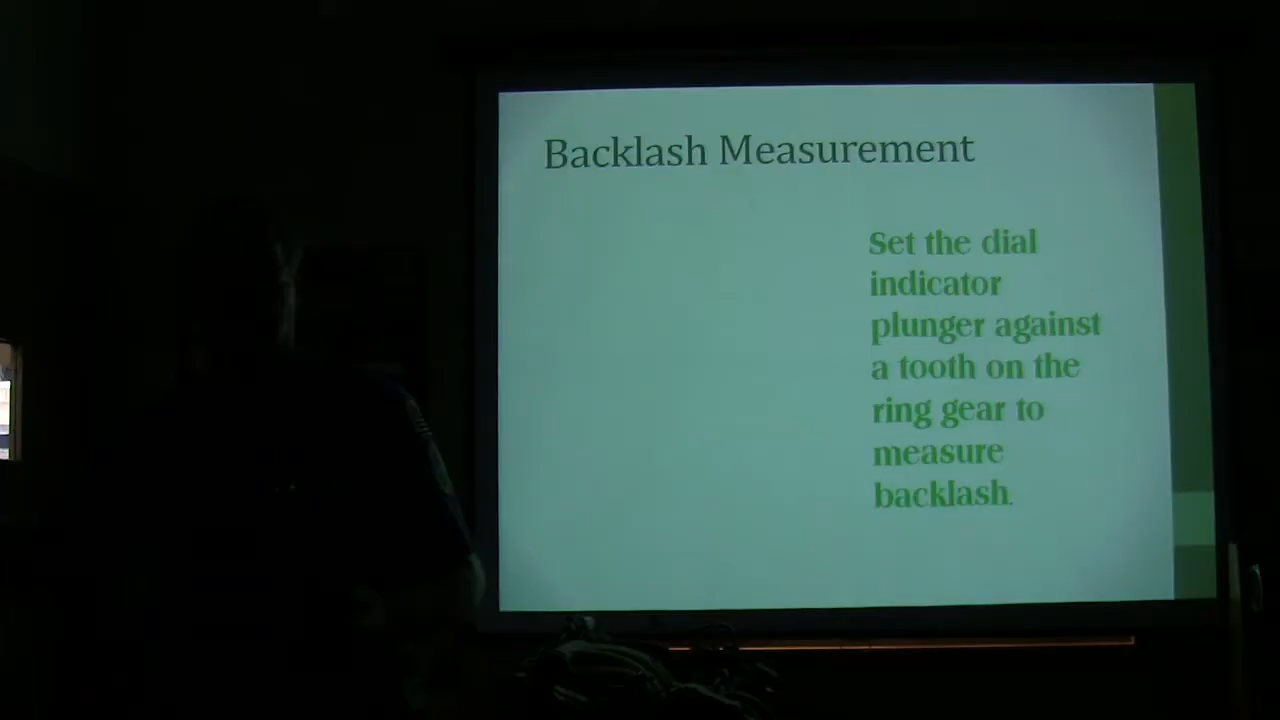 Backlash Measurement
Set the dial
indicator
plunger against
a tooth on the
ring gear to
measure
backlash.